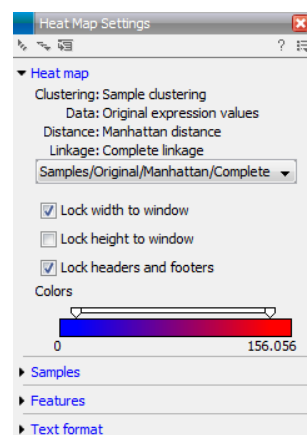 Heat Map Settings
?
Heat map
Clustering: Sample clustering
Data: Original expression values
Distance: Manhattan distance
Linkage: Complete linkage
Samples/Original/Manhattan/Complete
Lock width to window
Lock height to window
Lock headers and footers
Colors
0 156.056
Samples
Features
Text format